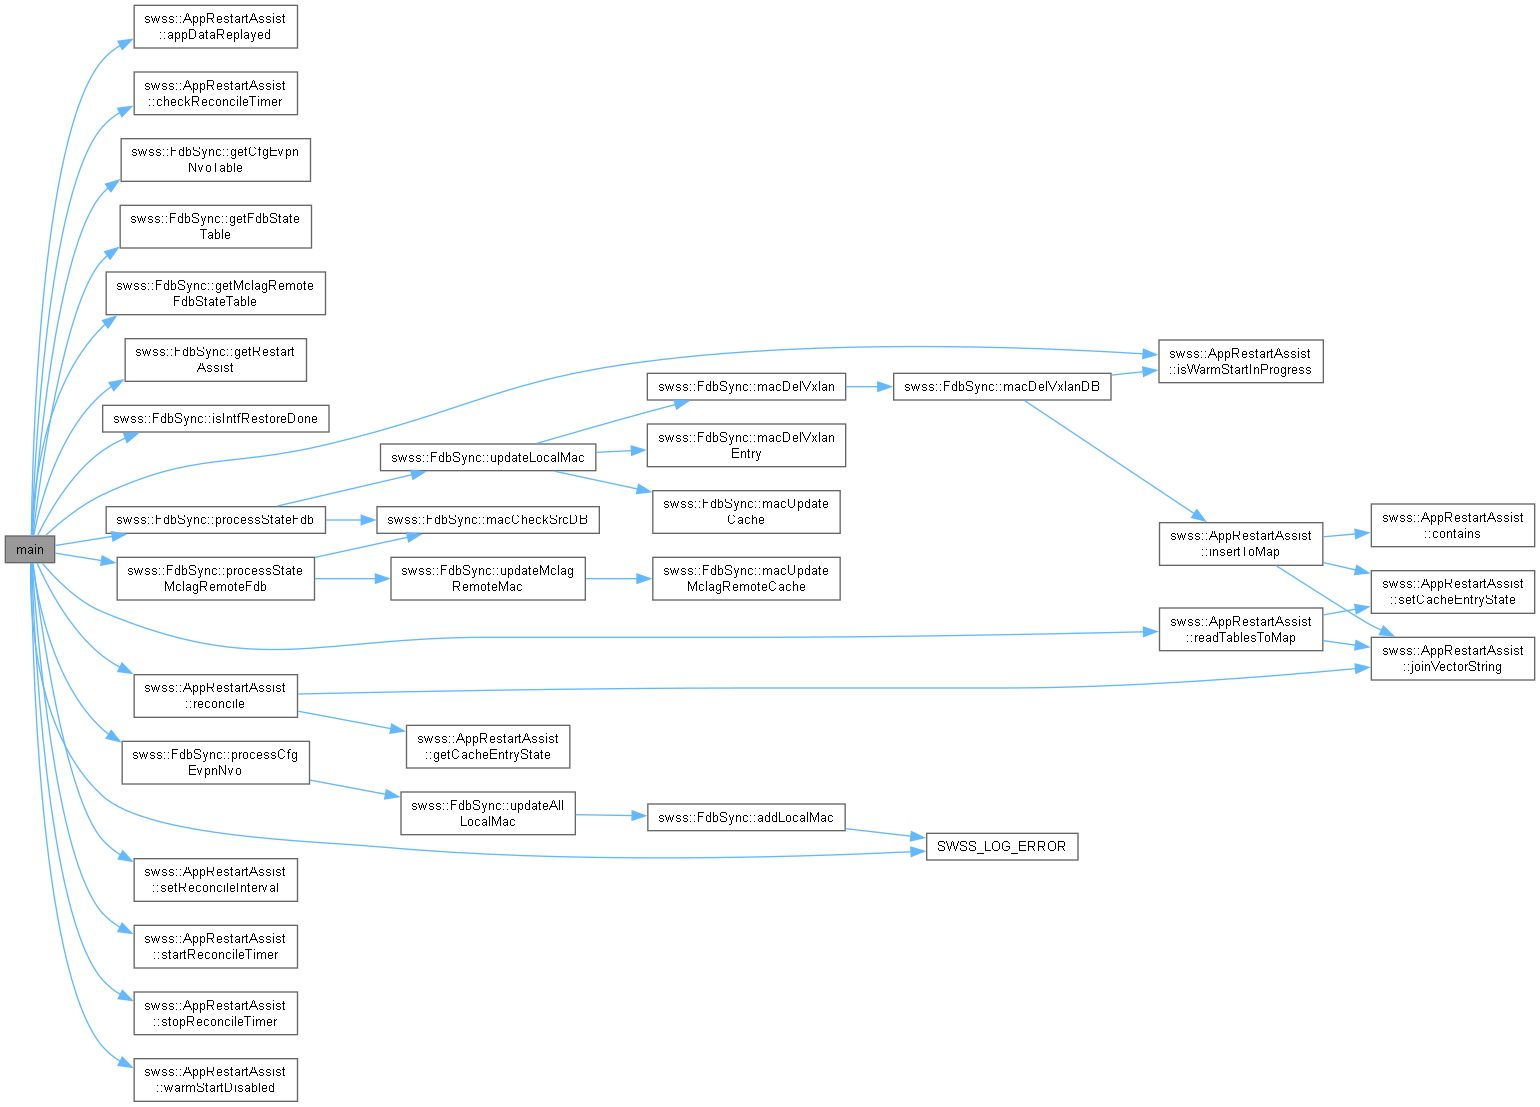 swss::AppRestartAssist
::appDataReplayed
swss::AppRestartAssist
::checkReconcileTimer
swss::FdbSync::getCfgEvpn
NvoTable
swss::FdbSync::getFdbState
Table
swss::FdbSync::getMclagRemote
FdbStateTable
swss::FdbSync::getRestart
Assist
swss::FdbSync::isIntfRestoreDone
main
swss::FdbSync::processStateFdb
swss::FdbSync::processState
MclagRemoteFdb
swss::AppRestartAssist
::reconcile
swss::FdbSync::processCfg
EvpnNvo
swss::AppRestartAssist
::setReconcileInterval
swss::AppRestartAssist
::startReconcileTimer
swss::AppRestartAssist
::stopReconcileTimer
swss::AppRestartAssist
::warmStartDisabled
swss::FdbSync::updateLocalMac
swss::FdbSync::macCheckSrcDB
swss::FdbSync::updateMclag
RemoteMac
swss::AppRestartAssist
::getCacheEntryState
swss::FdbSync::updateAll
LocalMac
swss::FdbSync::macDelVxlan
swss::FdbSync::macDelVxlan
Entry
swss::FdbSync::macUpdate
Cache
swss::FdbSync::macUpdate
MclagRemoteCache
swss::FdbSync::addLocalMac
swss::FdbSync::macDelVxlanDB
SWSS_LOG_ERROR
swss::AppRestartAssist
::isWarmStartInProgress
swss::AppRestartAssist
::insertToMap
swss::AppRestartAssist
::readTablesToMap
swss::AppRestartAssist
::contains
swss::AppRestartAssist
::setCacheEntryState
swss::AppRestartAssist
::joinVectorString